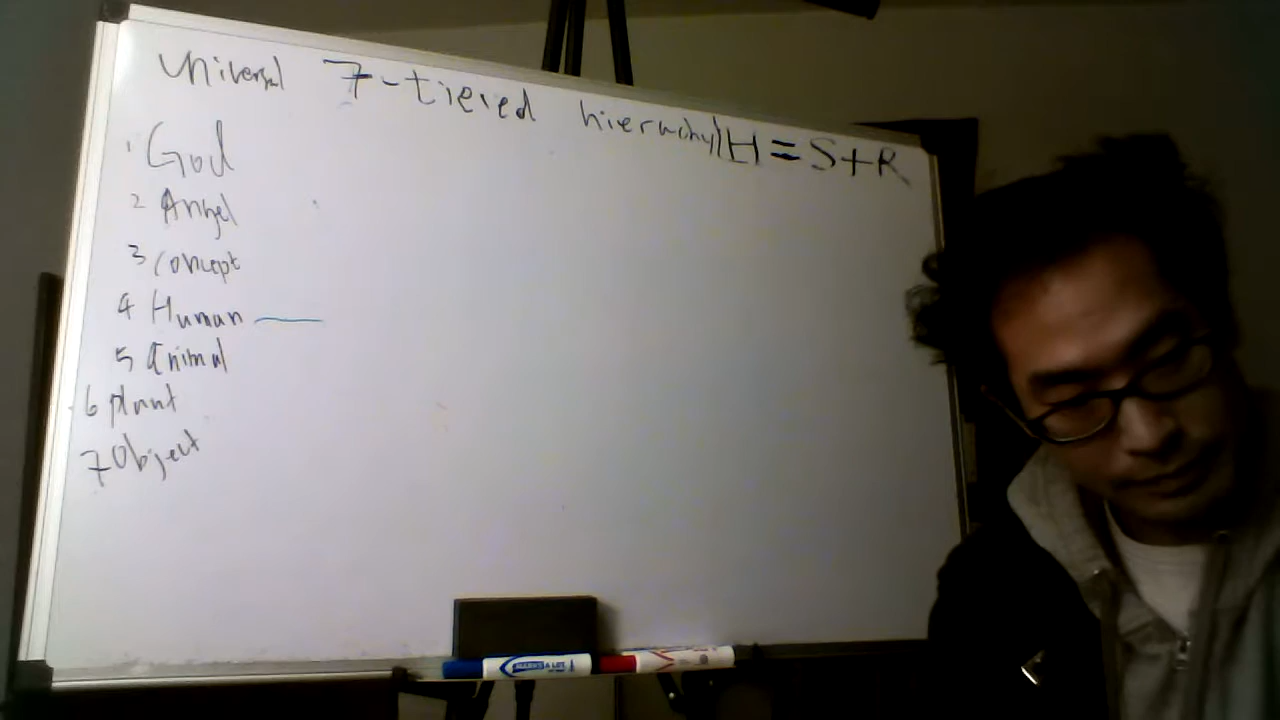 Universal 7-tiered hierarchy H = S+R
1 God
2 Angel
3 concept
4 Human
5 Animal
6 plant
7 Object